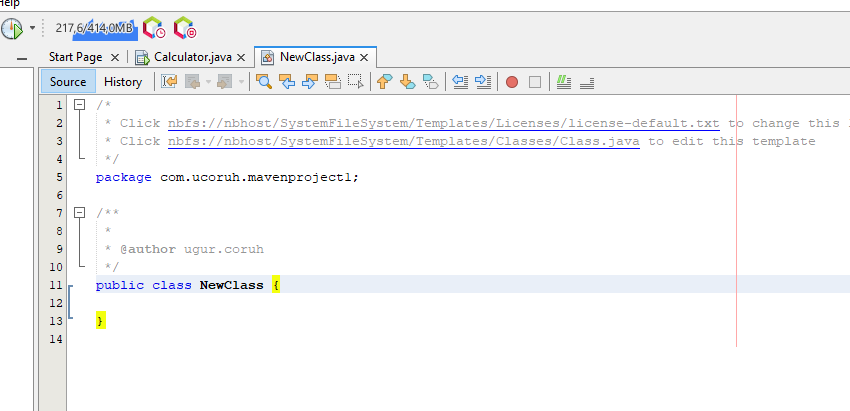 Help
217,6/414,0MB
Start Page
Calculator.java
NewClass.java
Source
History
1 /*
2 * Click nbfs://nbhost/SystemFileSystem/Templates/Licenses/license-default.txt to change this
3 * Click nbfs://nbhost/SystemFileSystem/Templates/Classes/Class.java to edit this template
4 */
5 package com.ucoruh.mavenproject1;
6
7 /**
8 *
9 * @author ugur.coruh
10 */
11 public class NewClass {
12
13 }
14